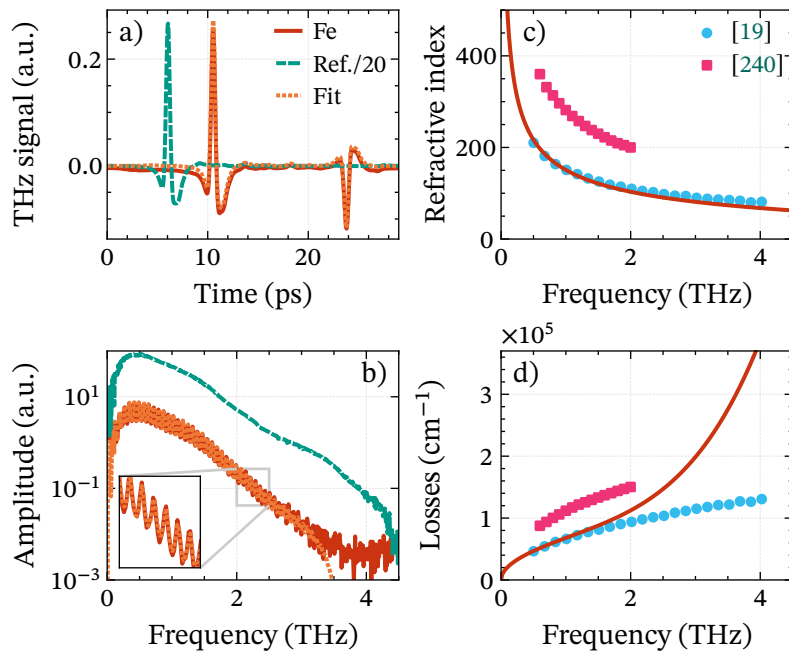 a)
Fe
Ref./20
Fit
0.2
0.0
THz signal (a.u.)
0
10
20
Time (ps)
c)
[19]
[240]
400
200
0
Refractive index
0
2
4
Frequency (THz)
b)
10^1
10^−1
10^−3
Amplitude (a.u.)
0
2
4
Frequency (THz)
×10^5
d)
3
2
1
0
Losses (cm^−1)
0
2
4
Frequency (THz)